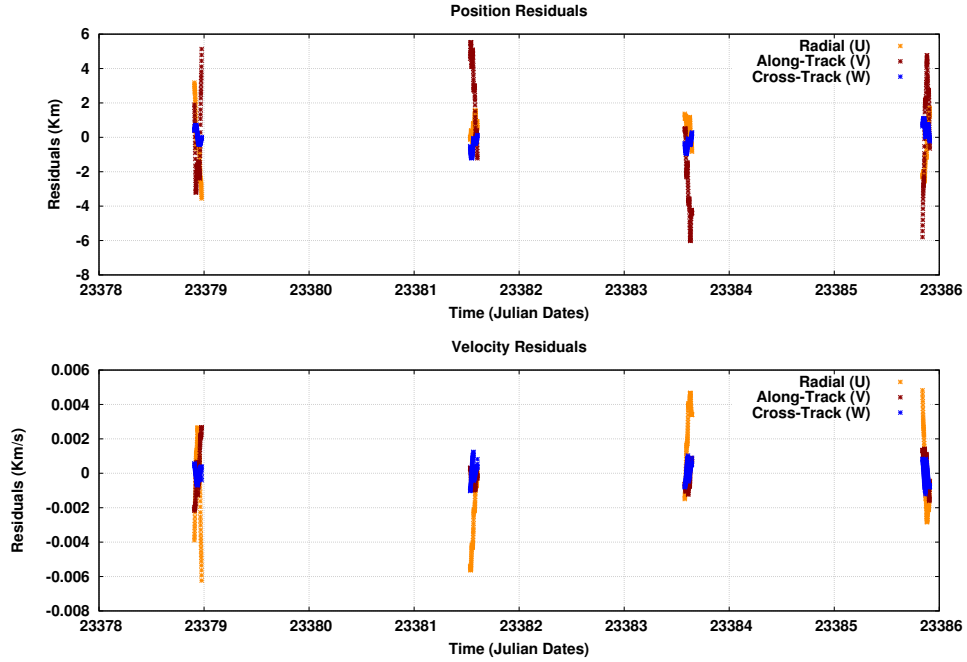 Position Residuals
6
4
2
0
-2
-4
-6
-8
Residuals (Km)
Radial (U)
Along-Track (V)
Cross-Track (W)
23378 23379 23380 23381 23382 23383 23384 23385 23386
Time (Julian Dates)
Velocity Residuals
0.006
0.004
0.002
0
-0.002
-0.004
-0.006
-0.008
Residuals (Km/s)
Radial (U)
Along-Track (V)
Cross-Track (W)
23378 23379 23380 23381 23382 23383 23384 23385 23386
Time (Julian Dates)